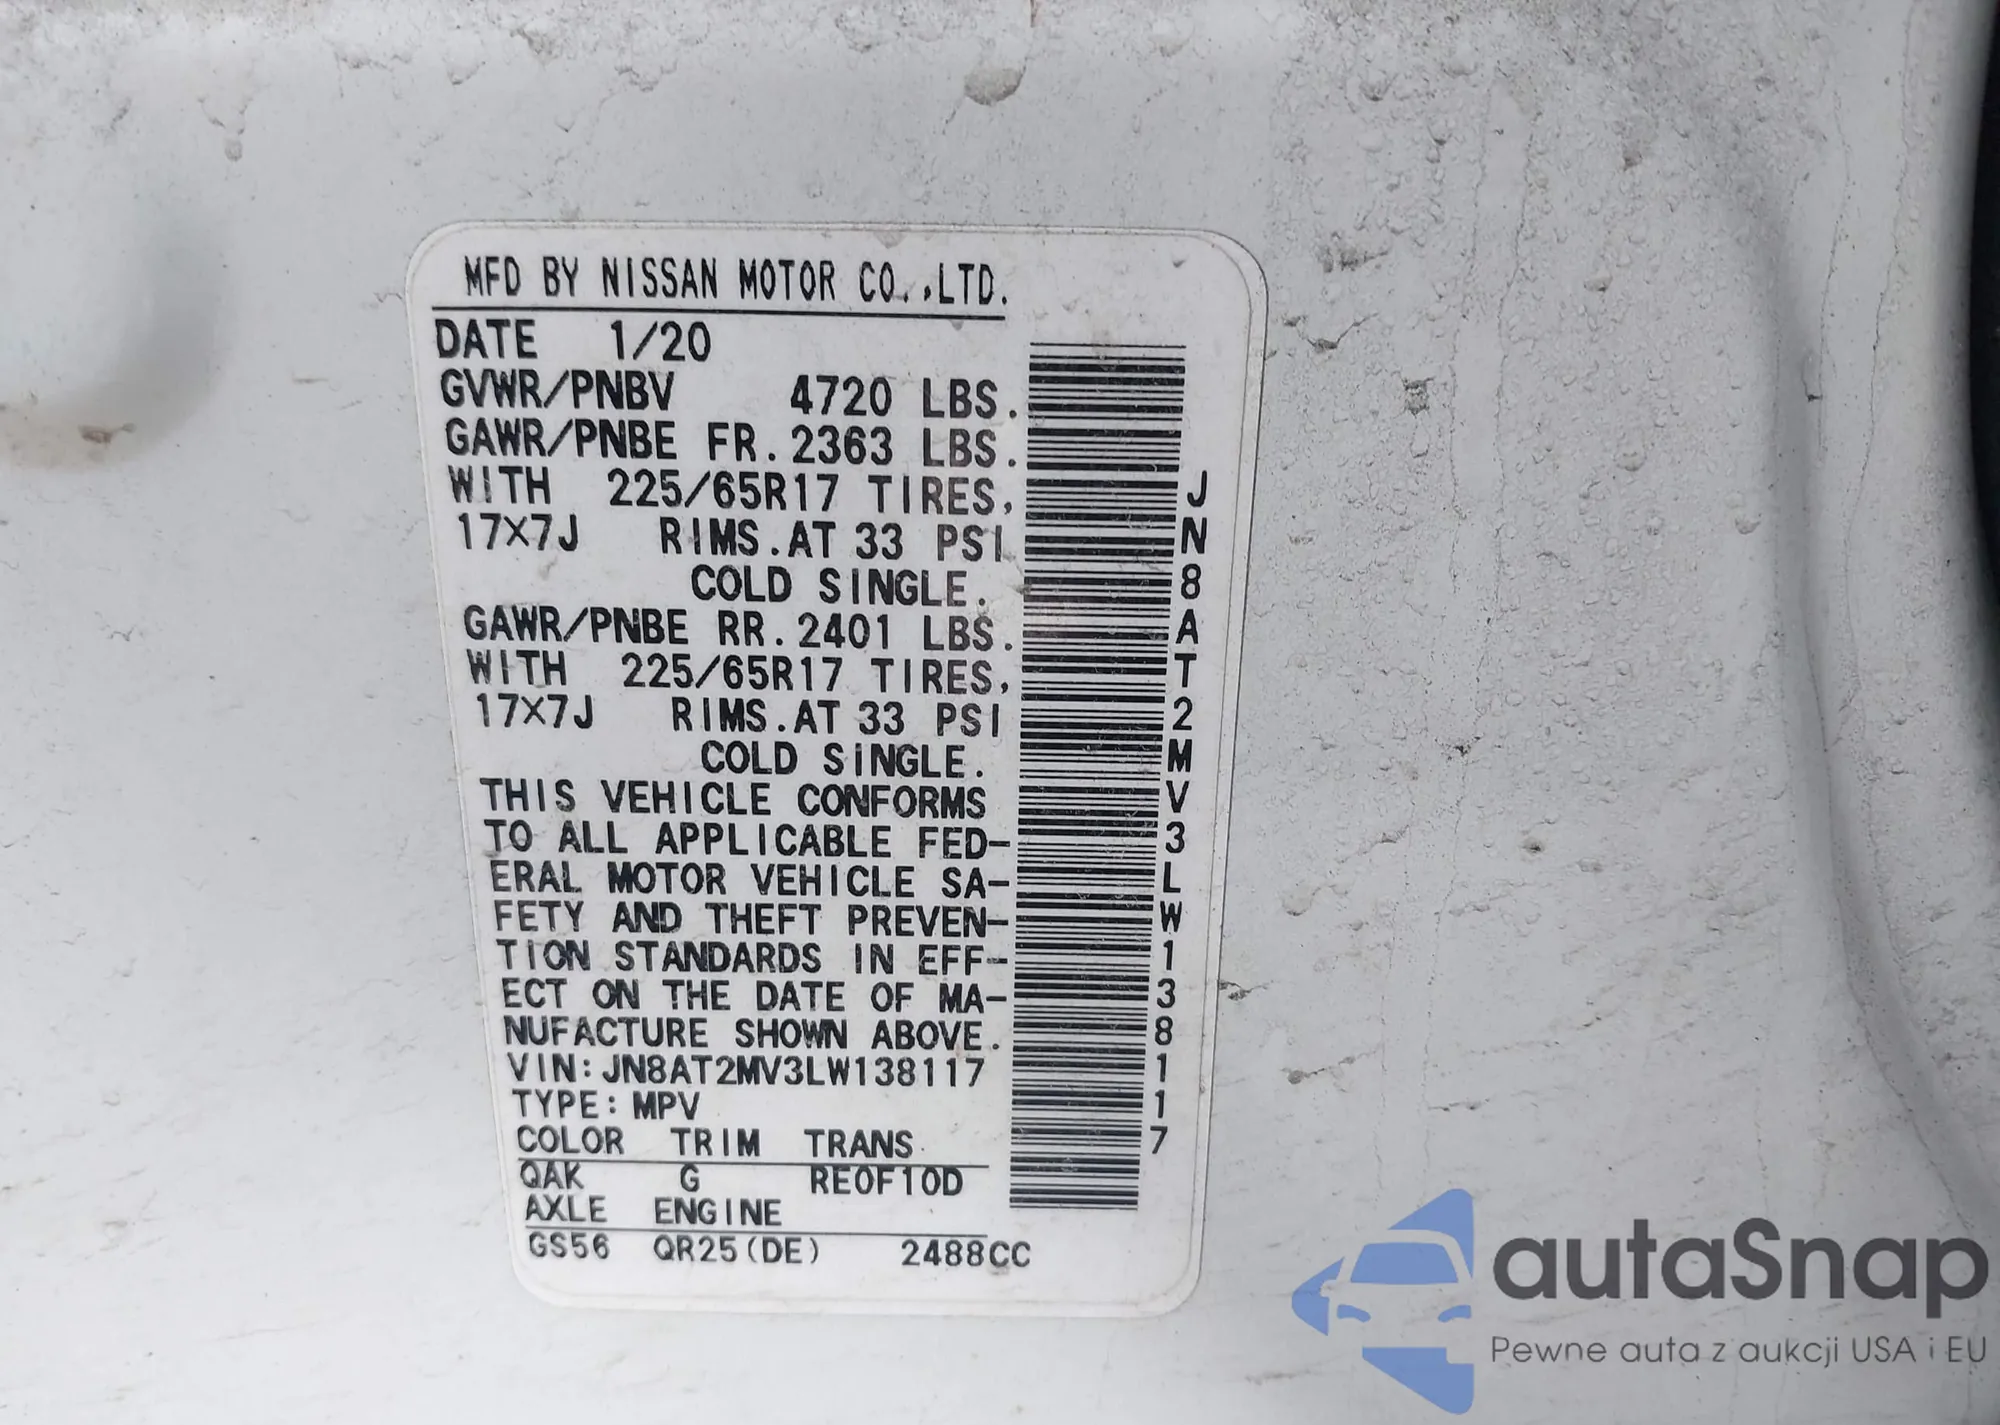 MFD BY NISSAN MOTOR CO.,LTD.
DATE 1/20
GVWR/PNBV 4720 LBS.
GAWR/PNBE FR.2363 LBS.
WITH 225/65R17 TIRES,
17X7J RIMS.AT 33 PSI
COLD SINGLE.
GAWR/PNBE RR.2401 LBS.
WITH 225/65R17 TIRES,
17X7J RIMS.AT 33 PSI
COLD SINGLE.
THIS VEHICLE CONFORMS
TO ALL APPLICABLE FED-
ERAL MOTOR VEHICLE SA-
FETY AND THEFT PREVEN-
TION STANDARDS IN EFF-
ECT ON THE DATE OF MA-
NUFACTURE SHOWN ABOVE.
VIN:JN8AT2MV3LW138117
TYPE:MPV
COLOR TRIM TRANS
QAK G RE0F10D
AXLE ENGINE
GS56 QR25(DE) 2488CC
JN8AT2MV3LW138117
autaSnap
Pewne auta z aukcji USA i EU